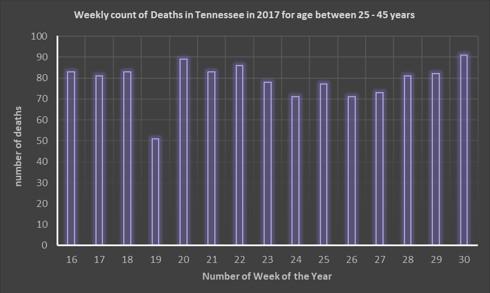 Weekly count of Deaths in Tennessee in 2017 for age between 25 - 45 years
100
90
80
70
60
50
40
30
20
10
0
number of deaths
16 17 18 19 20 21 22 23 24 25 26 27 28 29 30
Number of Week of the Year